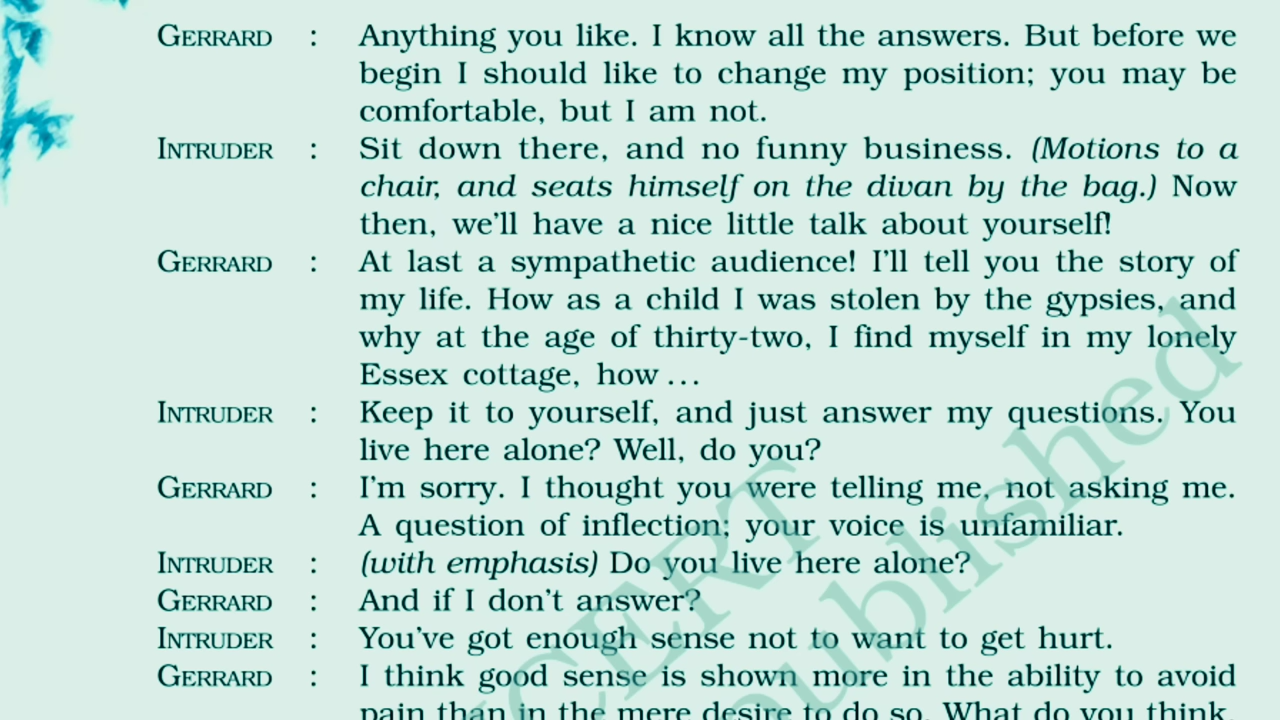 GERRARD : Anything you like. I know all the answers. But before we
begin I should like to change my position; you may be
comfortable, but I am not.
INTRUDER : Sit down there, and no funny business. (Motions to a
chair, and seats himself on the divan by the bag.) Now
then, we'll have a nice little talk about yourself!
GERRARD : At last a sympathetic audience! I'll tell you the story of
my life. How as a child I was stolen by the gypsies, and
why at the age of thirty-two, I find myself in my lonely
Essex cottage, how ...
INTRUDER : Keep it to yourself, and just answer my questions. You
live here alone? Well, do you?
GERRARD : I'm sorry. I thought you were telling me, not asking me.
A question of inflection; your voice is unfamiliar.
INTRUDER : (with emphasis) Do you live here alone?
GERRARD : And if I don't answer?
INTRUDER : You've got enough sense not to want to get hurt.
GERRARD : I think good sense is shown more in the ability to avoid
pain than in the mere desire to do so. What do you think,